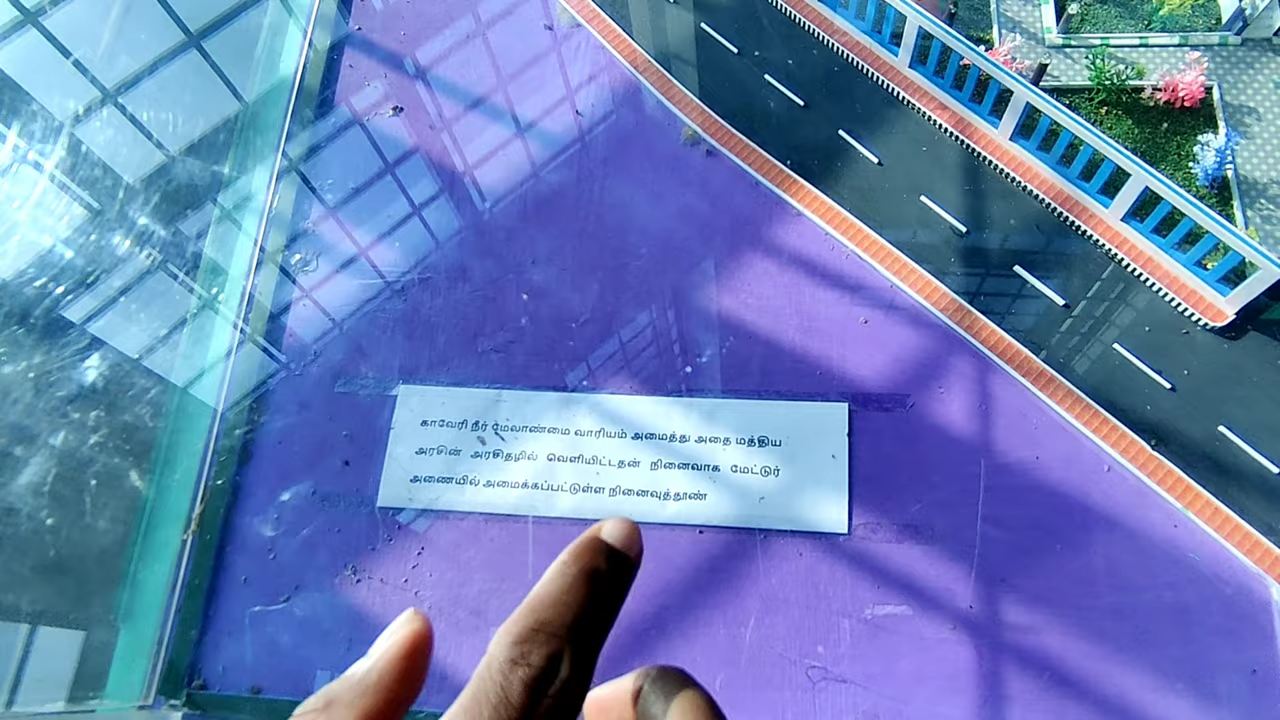 காவேரி நீர் மேலாண்மை வாரியம் அமைத்து அதை மத்திய
அரசின் அரசிதழில் வெளியிட்டதன் நினைவாக மேட்டுர்
அணையில் அமைக்கப்பட்டுள்ள நினைவுத்தூண்